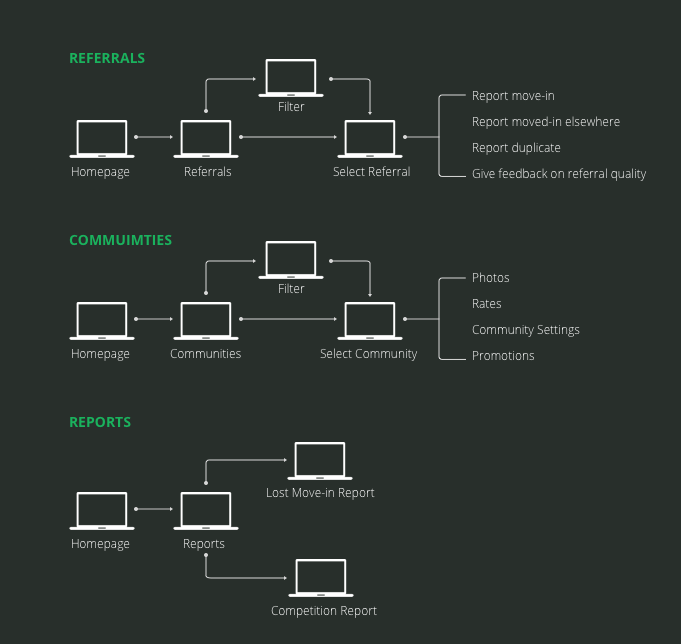 REFERRALS
Filter
Homepage
Referrals
Select Referral
Report move-in
Report moved-in elsewhere
Report duplicate
Give feedback on referral quality
COMMUIMTIES
Filter
Homepage
Communities
Select Community
Photos
Rates
Community Settings
Promotions
REPORTS
Lost Move-in Report
Homepage
Reports
Competition Report